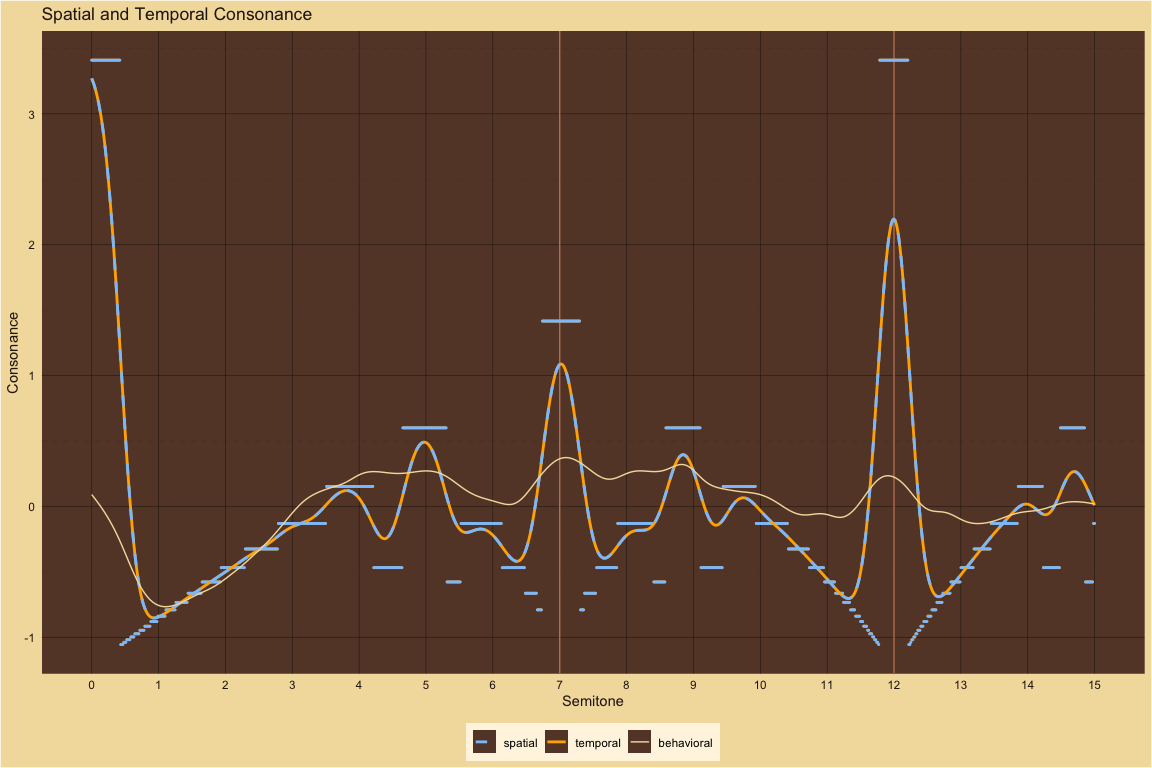 Spatial and Temporal Consonance
Consonance
3
2
1
0
-1
0 1 2 3 4 5 6 7 8 9 10 11 12 13 14 15
Semitone
spatial temporal behavioral